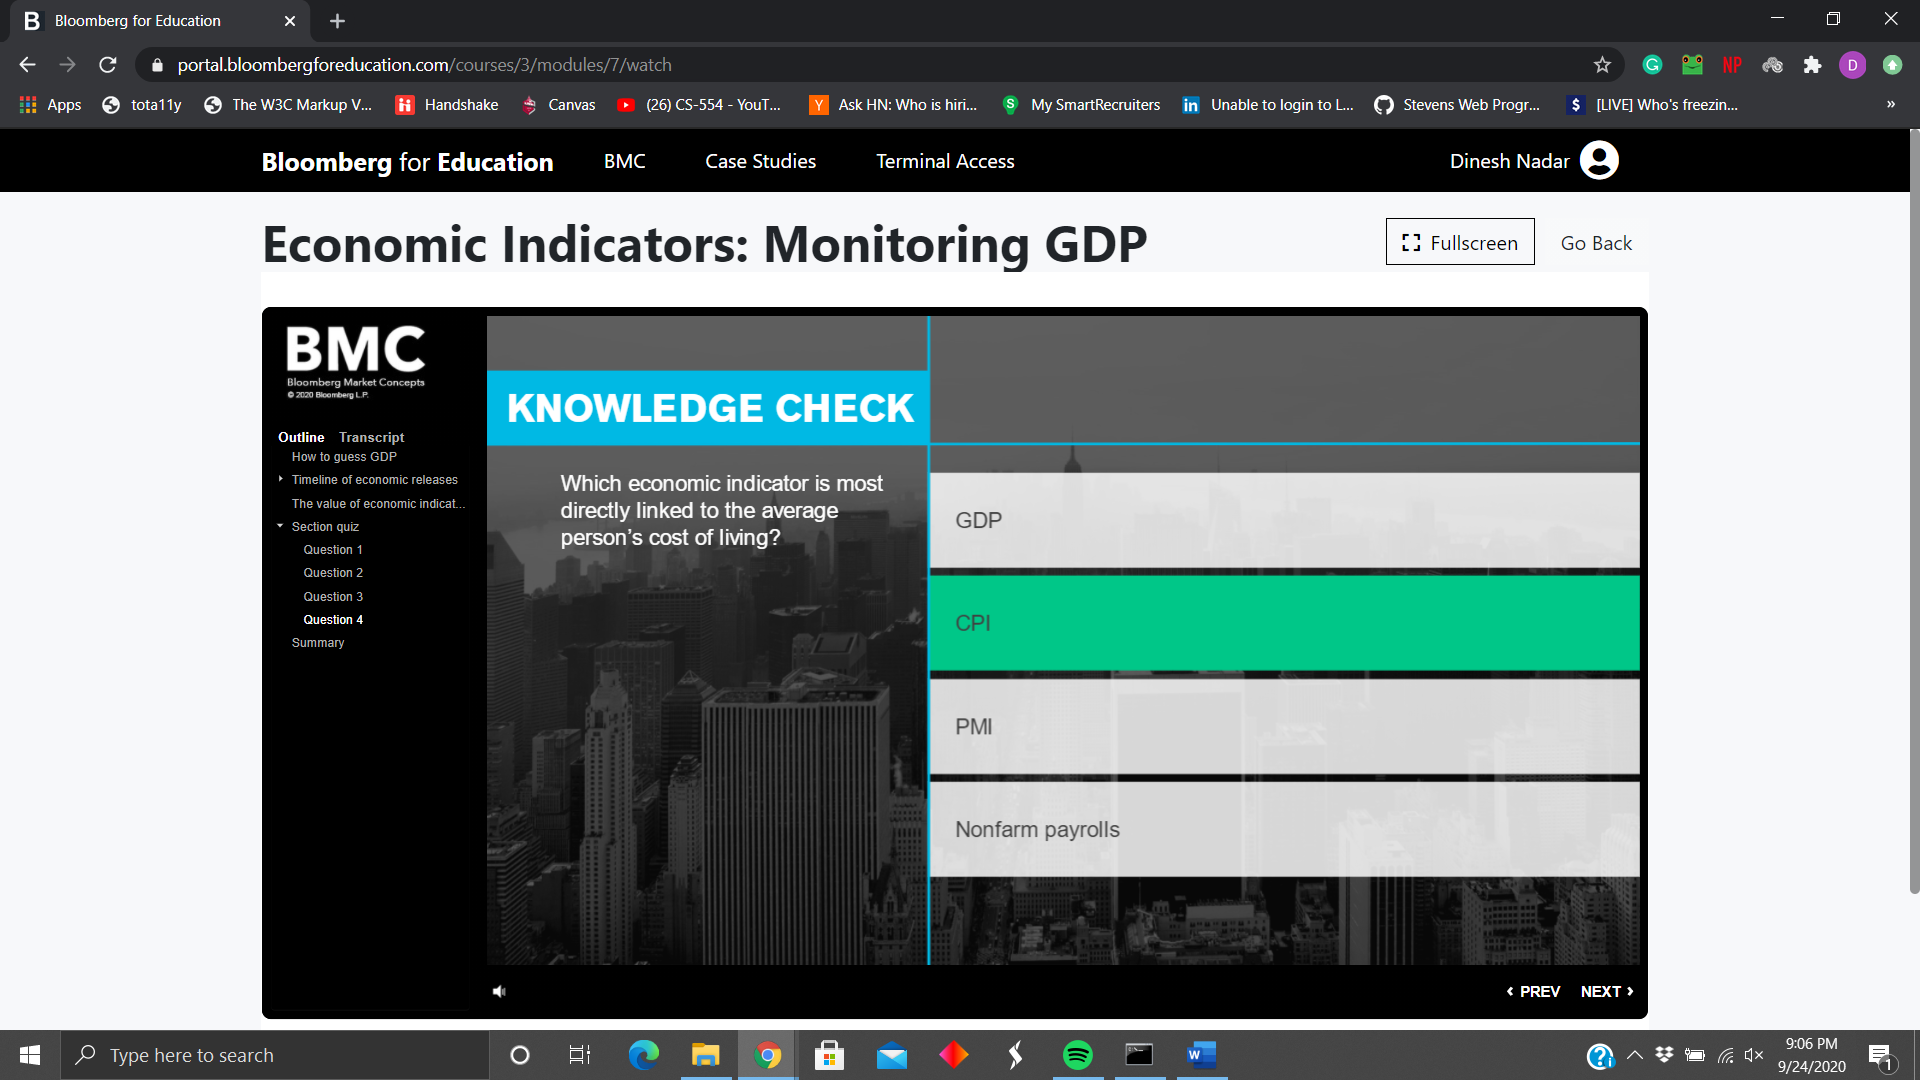 Bloomberg for Education
portal.bloombergforeducation.com/courses/3/modules/7/watch
Apps
tota11y
The W3C Markup V...
Handshake
Canvas
(26) CS-554 - YouT...
Ask HN: Who is hiri...
My SmartRecruiters
Unable to login to L...
Stevens Web Progr...
[LIVE] Who's freezin...
»
Bloomberg for Education
BMC
Case Studies
Terminal Access
Dinesh Nadar
Economic Indicators: Monitoring GDP
Fullscreen
Go Back
BMC
Bloomberg Market Concepts
© 2020 Bloomberg L.P.
Outline
Transcript
How to guess GDP
Timeline of economic releases
The value of economic indicat...
Section quiz
Question 1
Question 2
Question 3
Question 4
Summary
KNOWLEDGE CHECK
Which economic indicator is most
directly linked to the average
person's cost of living?
GDP
CPI
PMI
Nonfarm payrolls
PREV
NEXT
Type here to search
9:06 PM
9/24/2020
1